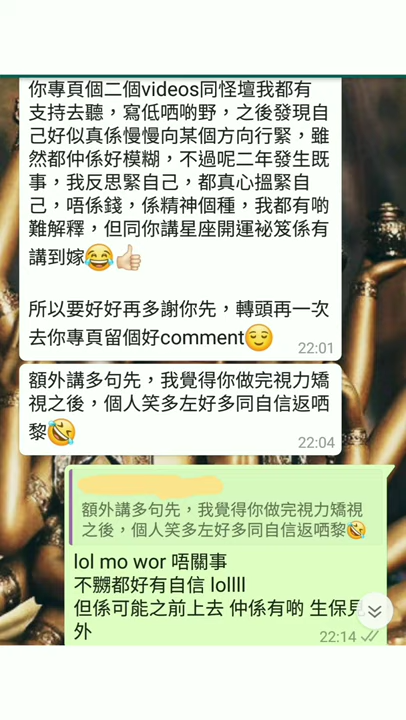 你專頁個二個videos同怪壇我都有
支持去聽，寫低哂啲野，之後發現自
己好似真係慢慢向某個方向行緊，雖
然都仲係好模糊，不過呢二年發生既
事，我反思緊自己，都真心搵緊自
己，唔係錢，係精神個種，我都有啲
難解釋，但同你講星座開運祕笈係有
講到嫁😂👍🏻
所以要好好再多謝你先，轉頭再一次
去你專頁留個好comment😌
22:01
額外講多句先，我覺得你做完視力矯
視之後，個人笑多左好多同自信返哂
黎🤣
22:04
額外講多句先，我覺得你做完視力矯視
之後，個人笑多左好多同自信返哂黎🤣
lol mo wor 唔關事
不嬲都好有自信 lollll
但係可能之前上去 仲係有啲 生保見
外
22:14